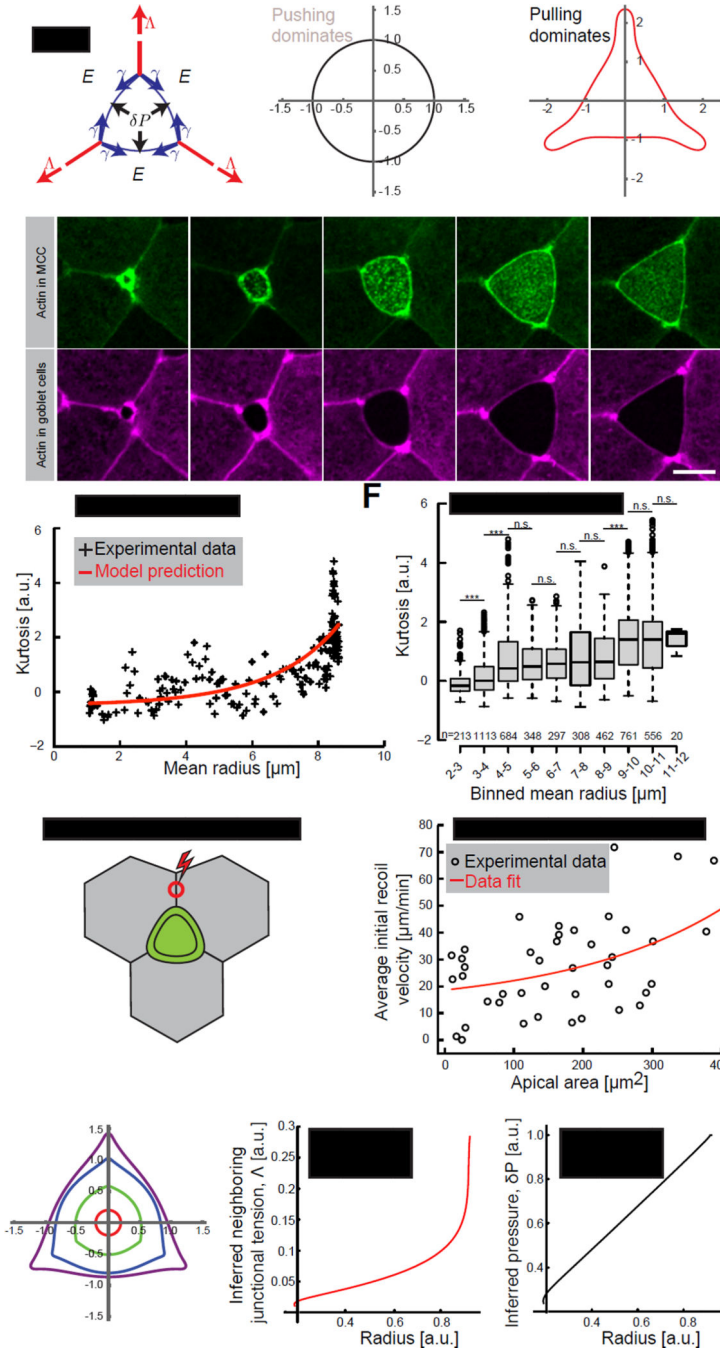 Λ
E
E
γ
γ
δP
γ
γ
Λ
γ
γ
Λ
E
Pushing
dominates
1.5
1.0
0.5
-1.5
-1.0
-0.5
0.0
0.5
1.0
1.5
-0.5
-1.0
-1.5
Pulling
dominates
2
1
-2
-1
0
1
2
-1
-2
Actin in MCC
Actin in goblet cells
Kurtosis [a.u.]
6
4
2
0
−2
Experimental data
Model prediction
0
2
4
6
8
10
Mean radius [µm]
F
Kurtosis [a.u.]
6
4
2
0
−2
***
***
n.s.
n.s.
n.s.
n.s.
***
n.s.
n.s.
n=213 1113 684 348 297 308 462 761 556 20
2-3
3-4
4-5
5-6
6-7
7-8
8-9
9-10
10-11
11-12
Binned mean radius [µm]
Average initial recoil
velocity [µm/min]
80
70
60
50
40
30
20
10
0
Experimental data
Data fit
0
100
200
300
40
Apical area [µm²]
1.5
1.0
0.5
-1.5
-1.0
-0.5
0.0
0.5
1.0
1.5
-0.5
-1.0
-1.5
Inferred neighboring
junctional tension, Λ [a.u.]
0.3
0.25
0.2
0.15
0.1
0.05
0.4
0.6
0.8
Radius [a.u.]
Inferred pressure, δP [a.u.]
1.0
0.8
0.6
0.4
0.4
0.6
0.8
Radius [a.u.]